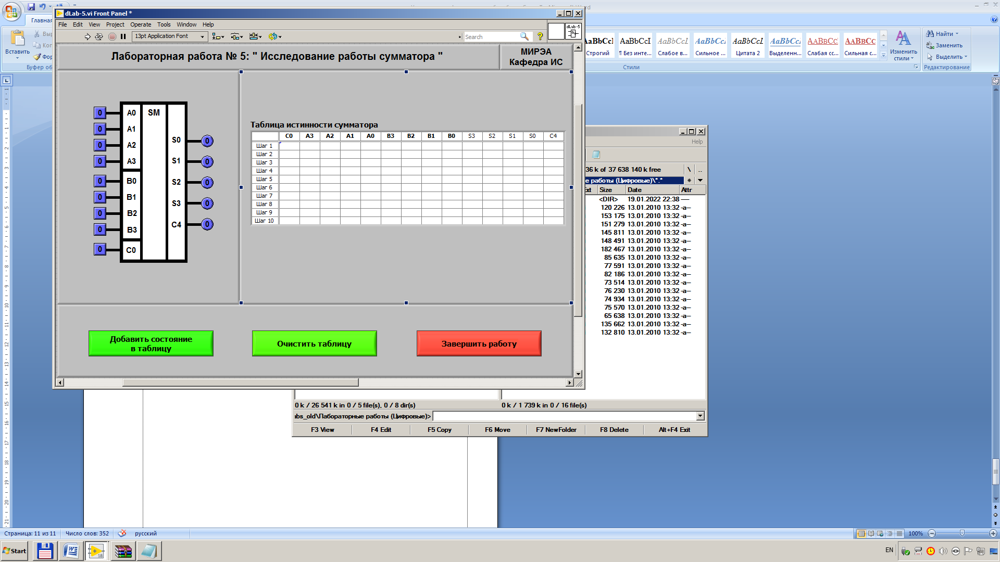 dLab-5.vi Front Panel *
File Edit View Project Operate Tools Window Help
13pt Application Font
Search
dLab-5
Лабораторная работа № 5: " Исследование работы сумматора "
МИРЭА
Кафедра ИС
0 A0 SM
0 A1
0 A2
0 A3
0 B0
0 B1
0 B2
0 B3
0 C0
S0 0
S1 0
S2 0
S3 0
C4 0
Таблица истинности сумматора
C0 A3 A2 A1 A0 B3 B2 B1 B0 S3 S2 S1 S0 C4
Шаг 1
Шаг 2
Шаг 3
Шаг 4
Шаг 5
Шаг 6
Шаг 7
Шаг 8
Шаг 9
Шаг 10
Добавить состояние
в таблицу
Очистить таблицу
Завершить работу
Главная
Вставить
Буфер об
AaBbCcI AaBbCcI AaBbCcI AaBbCcI AaBbCcI AaBbCcI AaBbCc AaBbCc
Строгий ¶ Без инте... Слабое в... Сильное ... Цитата 2 Выделенн... Слабая сс... Сильная с...
Изменить
стили
Стили
Найти
Заменить
Выделить
Редактирование
Help
36 k of 37 638 140 k free \ ..
е работы (Цифровые)\*.* *
Ext Size Date Attr
<DIR> 19.01.2022 22:38 ----
120 226 13.01.2010 13:32 -a--
153 175 13.01.2010 13:32 -a--
151 279 13.01.2010 13:32 -a--
145 811 13.01.2010 13:32 -a--
148 491 13.01.2010 13:32 -a--
182 467 13.01.2010 13:32 -a--
85 635 13.01.2010 13:32 -a--
77 591 13.01.2010 13:32 -a--
82 186 13.01.2010 13:32 -a--
73 514 13.01.2010 13:32 -a--
76 230 13.01.2010 13:32 -a--
74 934 13.01.2010 13:32 -a--
75 570 13.01.2010 13:32 -a--
65 638 13.01.2010 13:32 -a--
135 662 13.01.2010 13:32 -a--
132 810 13.01.2010 13:32 -a--
0 k / 26 541 k in 0 / 5 file(s), 0 / 8 dir(s) 0 k / 1 739 k in 0 / 16 file(s)
abs_old\Лабораторные работы (Цифровые)>
F3 View F4 Edit F5 Copy F6 Move F7 NewFolder F8 Delete Alt+F4 Exit
Страница: 11 из 11 Число слов: 352 русский 100%
Start EN